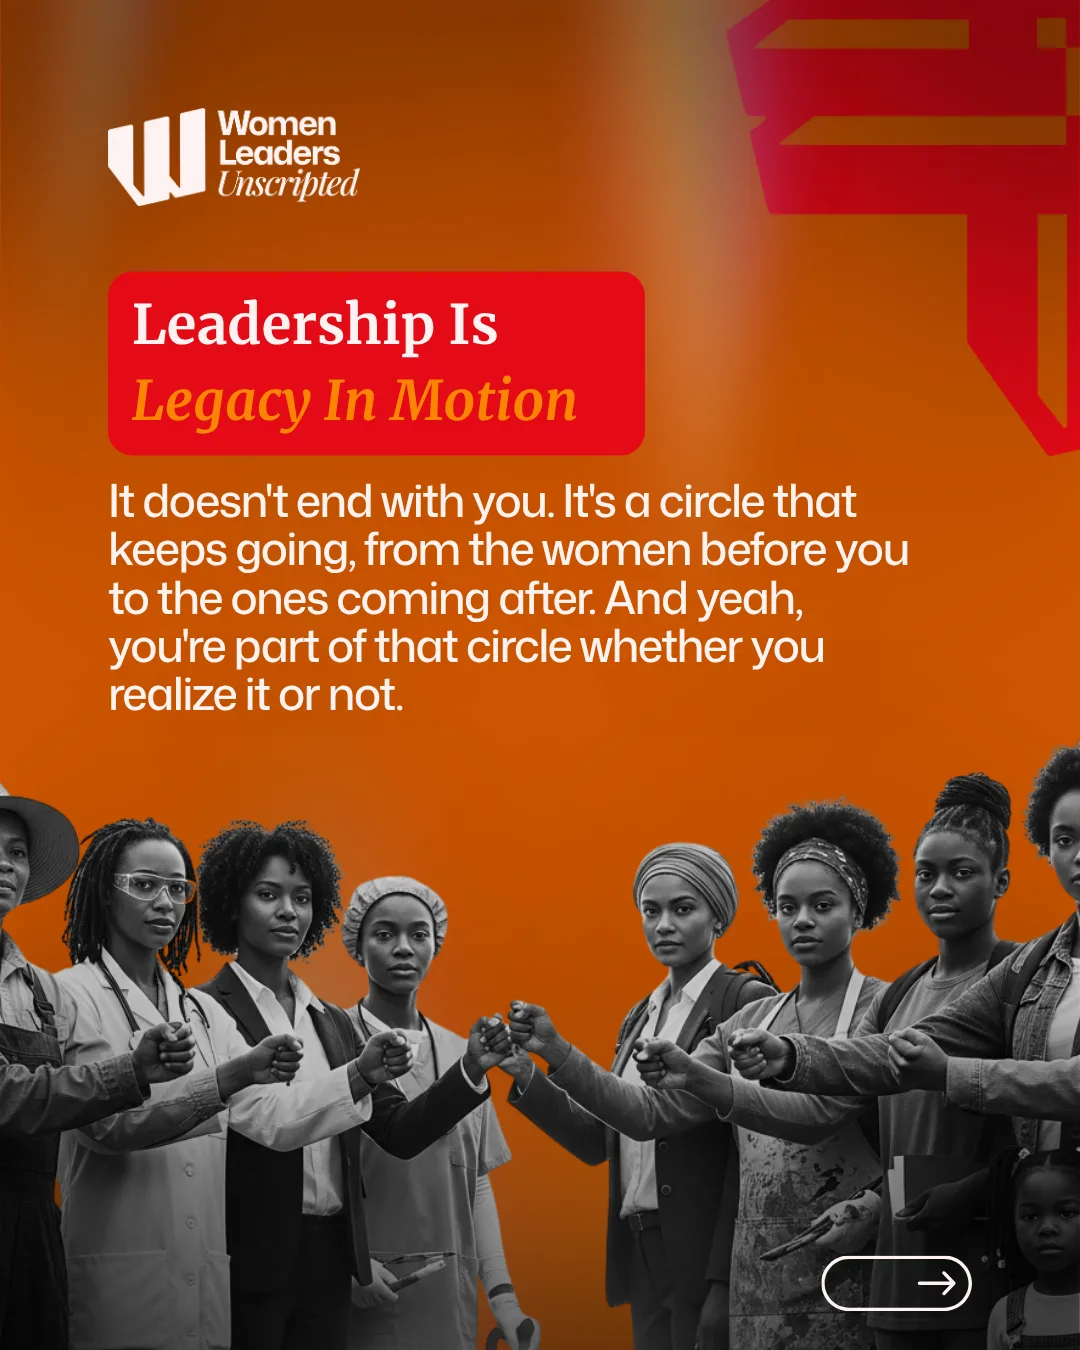 Women
Leaders
Unscripted
Leadership Is
Legacy In Motion
It doesn't end with you. It's a circle that
keeps going, from the women before you
to the ones coming after. And yeah,
you're part of that circle whether you
realize it or not.